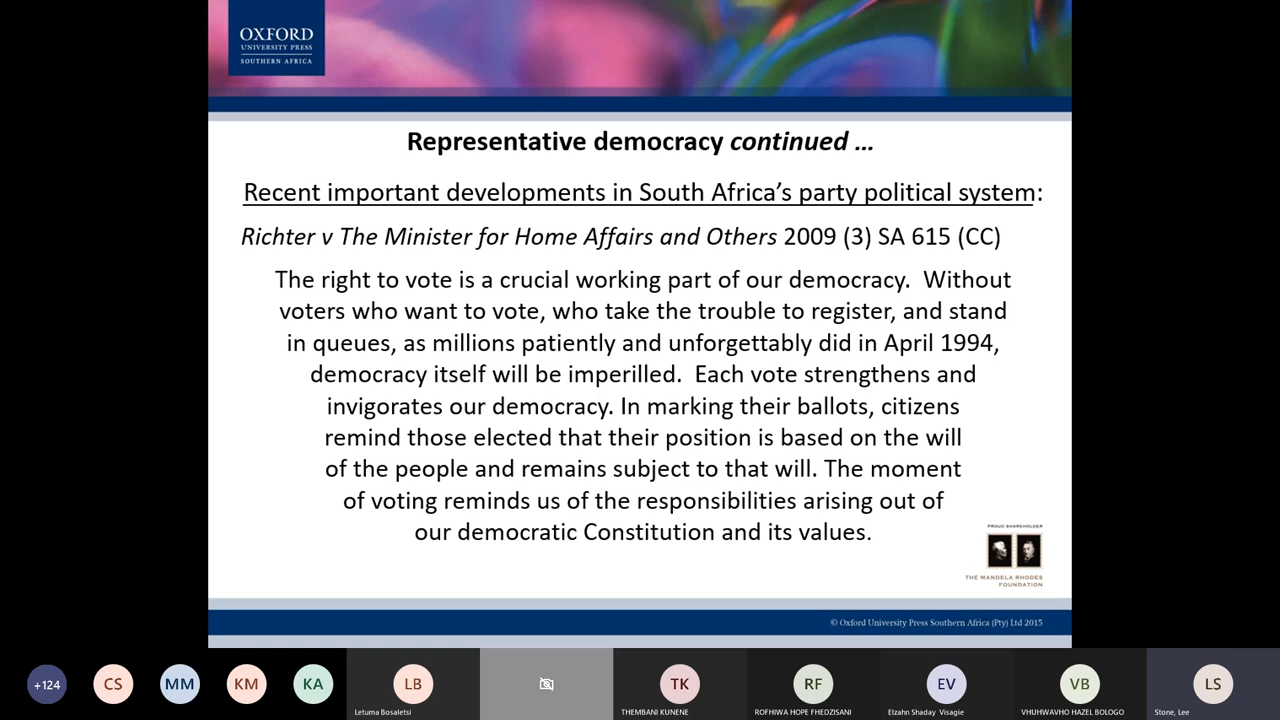 OXFORD
UNIVERSITY PRESS
SOUTHERN AFRICA
Representative democracy continued …
Recent important developments in South Africa's party political system:
Richter v The Minister for Home Affairs and Others 2009 (3) SA 615 (CC)
The right to vote is a crucial working part of our democracy.  Without
voters who want to vote, who take the trouble to register, and stand
in queues, as millions patiently and unforgettably did in April 1994,
democracy itself will be imperilled.  Each vote strengthens and
invigorates our democracy. In marking their ballots, citizens
remind those elected that their position is based on the will
of the people and remains subject to that will. The moment
of voting reminds us of the responsibilities arising out of
our democratic Constitution and its values.
PROUD SHAREHOLDER
THE MANDELA RHODES
FOUNDATION
© Oxford University Press Southern Africa (Pty) Ltd 2015
+124
CS
MM
KM
KA
LB
TK
RF
EV
VB
LS
Letuma Bosaletsi
THEMBANI KUNENE
ROFHIWA HOPE FHEDZISANI
Elzahn Shaday Visagie
VHUHWAVHO HAZEL BOLOGO
Stone, Lee